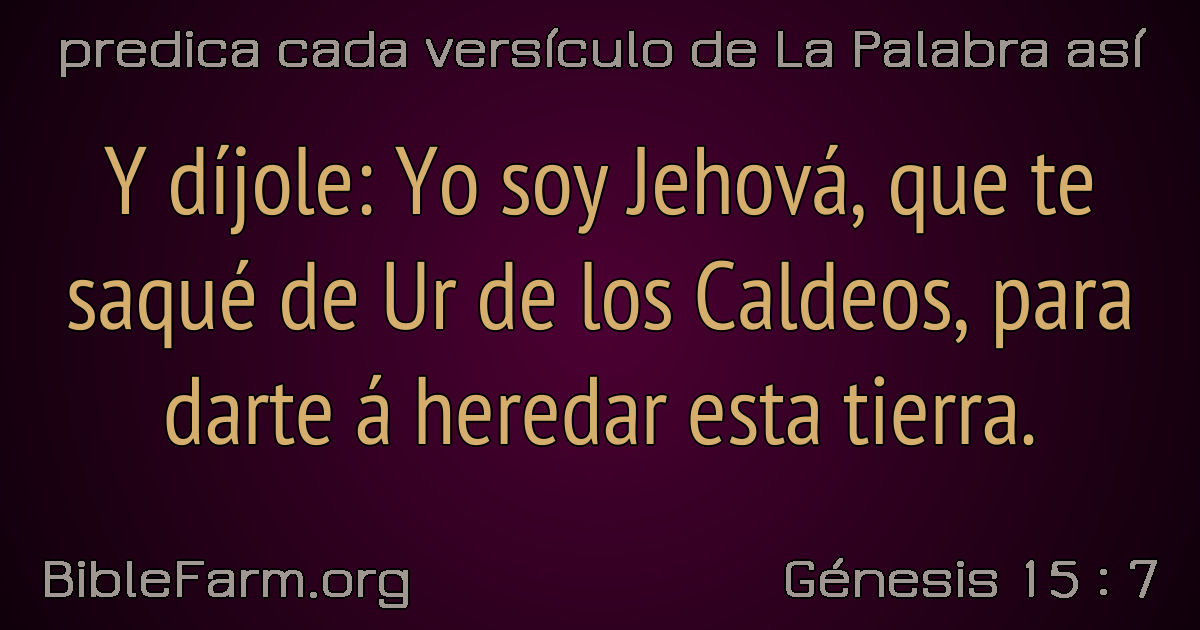 predica cada versículo de La Palabra así
Y díjole: Yo soy Jehová, que te
saqué de Ur de los Caldeos, para
darte á heredar esta tierra.
BibleFarm.org
Génesis 15 : 7